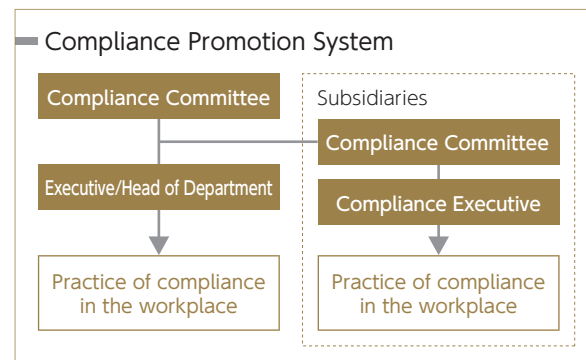 Compliance Promotion System
Compliance Committee
Executive/Head of Department
Practice of compliance
in the workplace
Subsidiaries
Compliance Committee
Compliance Executive
Practice of compliance
in the workplace